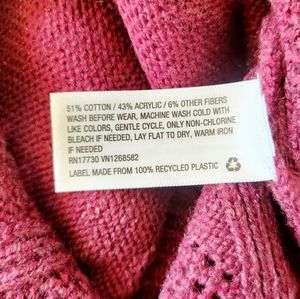 51% COTTON / 43% ACRYLIC / 6% OTHER FIBERS
WASH BEFORE WEAR, MACHINE WASH COLD WITH
LIKE COLORS, GENTLE CYCLE, ONLY NON-CHLORINE
BLEACH IF NEEDED, LAY FLAT TO DRY, WARM IRON
IF NEEDED
RN17730 VN1268582
LABEL MADE FROM 100% RECYCLED PLASTIC